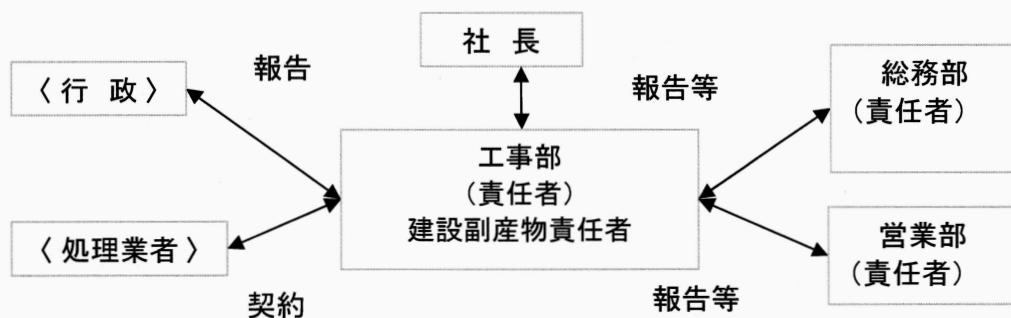 社 長
報告
報告等
〈 行 政 〉
総務部
（責任者）
工事部
（責任者）
建設副産物責任者
〈 処理業者 〉
営業部
（責任者）
契約
報告等